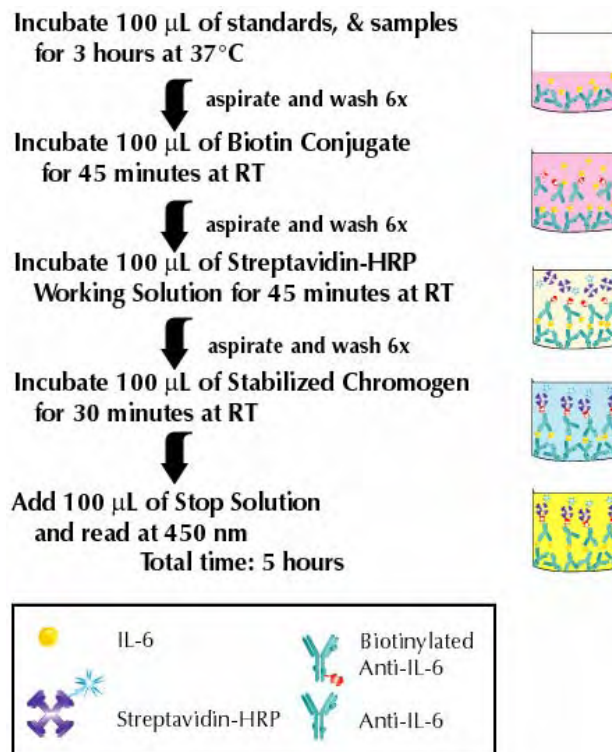 Incubate 100 μL of standards, & samples
for 3 hours at 37°C
aspirate and wash 6x
Incubate 100 μL of Biotin Conjugate
for 45 minutes at RT
aspirate and wash 6x
Incubate 100 μL of Streptavidin-HRP
Working Solution for 45 minutes at RT
aspirate and wash 6x
Incubate 100 μL of Stabilized Chromogen
for 30 minutes at RT
Add 100 μL of Stop Solution
and read at 450 nm
Total time: 5 hours
IL-6
Biotinylated
Anti-IL-6
Streptavidin-HRP
Anti-IL-6